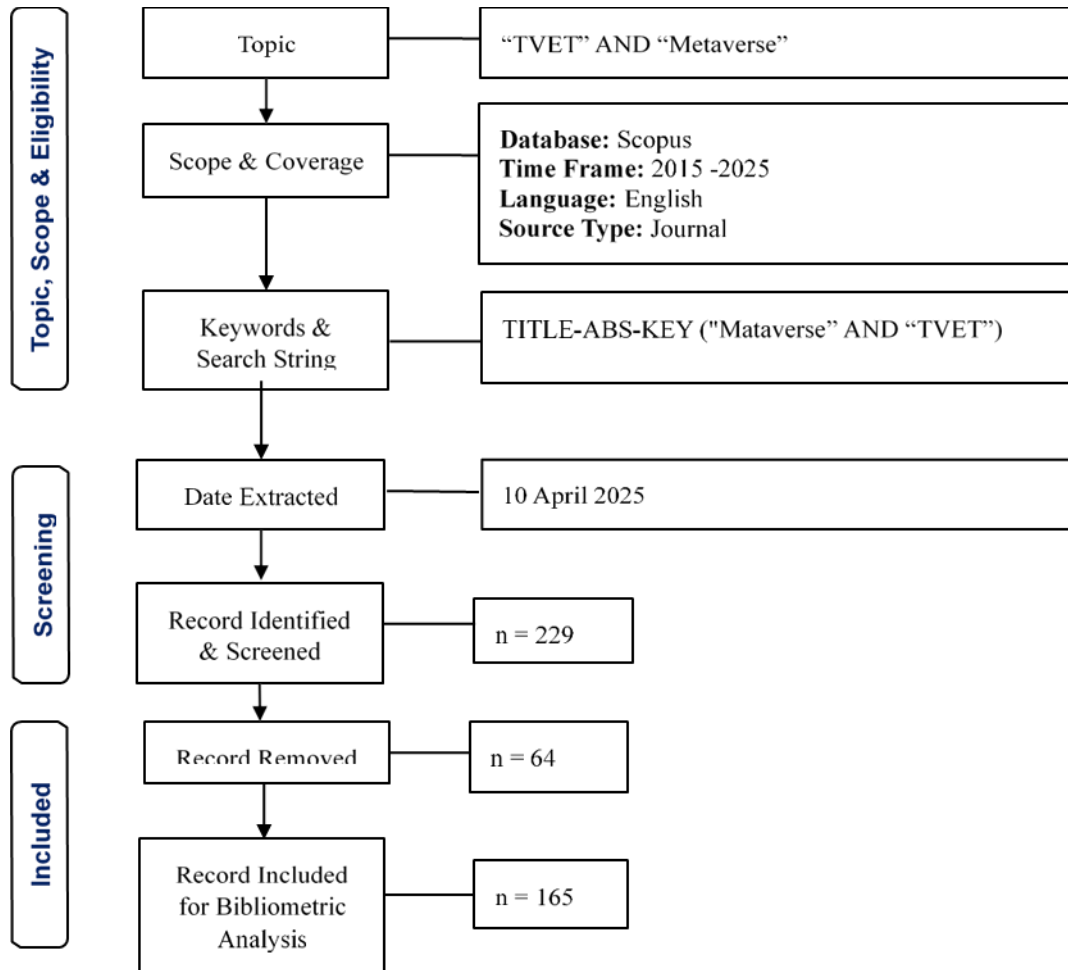 Topic, Scope & Eligibility
Topic
“TVET” AND “Metaverse”
Scope & Coverage
Database: Scopus
Time Frame: 2015 -2025
Language: English
Source Type: Journal
Keywords &
Search String
TITLE-ABS-KEY ("Mataverse” AND “TVET”)
Screening
Date Extracted
10 April 2025
Record Identified
& Screened
n = 229
Included
Record Removed
n = 64
Record Included
for Bibliometric
Analysis
n = 165